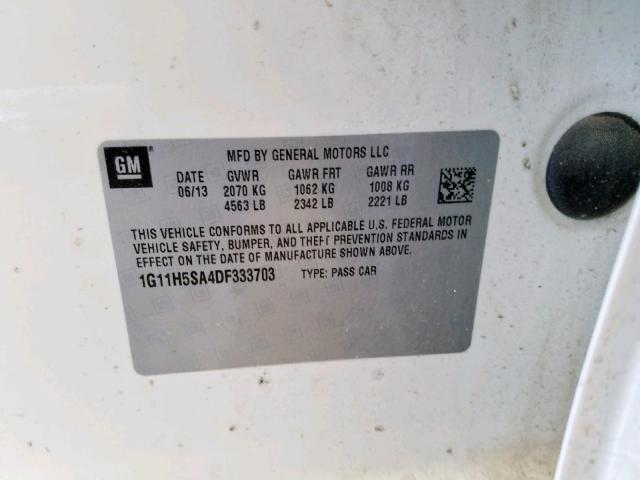 GM
MFD BY GENERAL MOTORS LLC
DATE GVWR GAWR FRT GAWR RR
06/13 2070 KG 1062 KG 1008 KG
4563 LB 2342 LB 2221 LB
THIS VEHICLE CONFORMS TO ALL APPLICABLE U.S. FEDERAL MOTOR
VEHICLE SAFETY, BUMPER, AND THEFT PREVENTION STANDARDS IN
EFFECT ON THE DATE OF MANUFACTURE SHOWN ABOVE.
1G11H5SA4DF333703 TYPE: PASS CAR